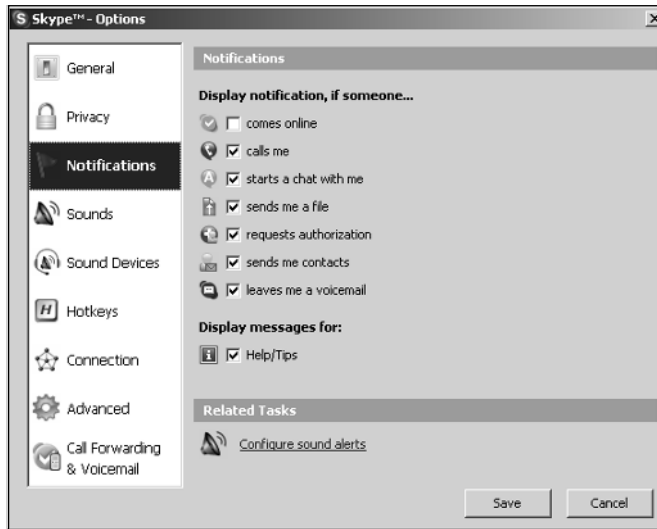 Skype™ - Options
General
Privacy
Notifications
Sounds
Sound Devices
Hotkeys
Connection
Advanced
Call Forwarding
& Voicemail
Notifications
Display notification, if someone...
comes online
calls me
starts a chat with me
sends me a file
requests authorization
sends me contacts
leaves me a voicemail
Display messages for:
Help/Tips
Related Tasks
Configure sound alerts
Save
Cancel